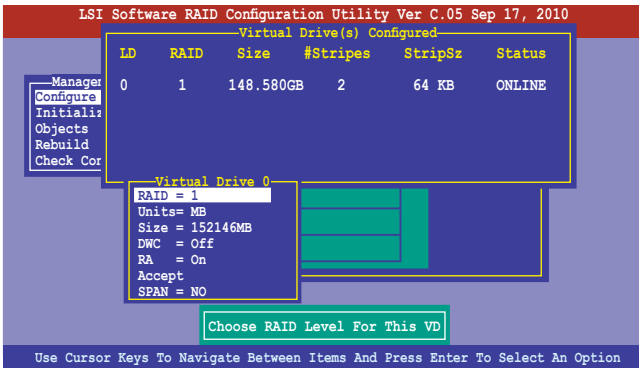 LSI Software RAID Configuration Utility Ver C.05 Sep 17, 2010
Virtual Drive(s) Configured
LD RAID Size #Stripes StripSz Status
0 1 148.580GB 2 64 KB ONLINE
Configure
Objects
Rebuild
Check
Virtual Drive 0
RAID = 1
Units= MB
Size = 152146MB
DWC = Off
RA = On
Accept
SPAN = NO
Choose RAID Level For This VD
Use Cursor Keys To Navigate Between Items And Press Enter To Select An Option